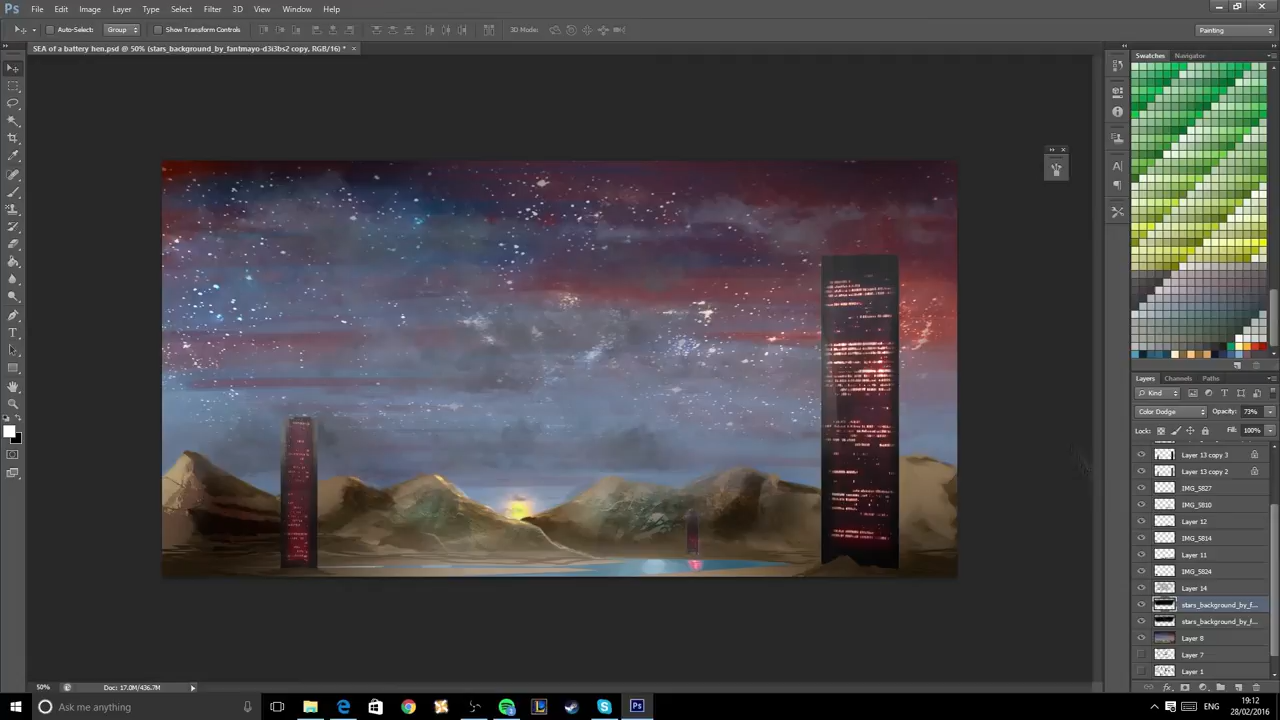 Ps File Edit Image Layer Type Select Filter 3D View Window Help
Auto-Select: Group Show Transform Controls 3D Mode: Painting
SEA of a battery hen.psd @ 50% (stars_background_by_fantmayo-d3i3bs2 copy, RGB/16) *
Swatches Navigator
Layers Channels Paths
Kind
Color Dodge Opacity: 73%
Lock: Fill: 100%
Layer 13 copy 3
Layer 13 copy 2
IMG_5827
IMG_5810
Layer 12
IMG_5814
Layer 11
IMG_5824
Layer 14
stars_background_by_f...
stars_background_by_f...
Layer 8
Layer 7
Layer 1
50% Doc: 17.0M/436.7M
Ask me anything
ENG
19:12
28/02/2016